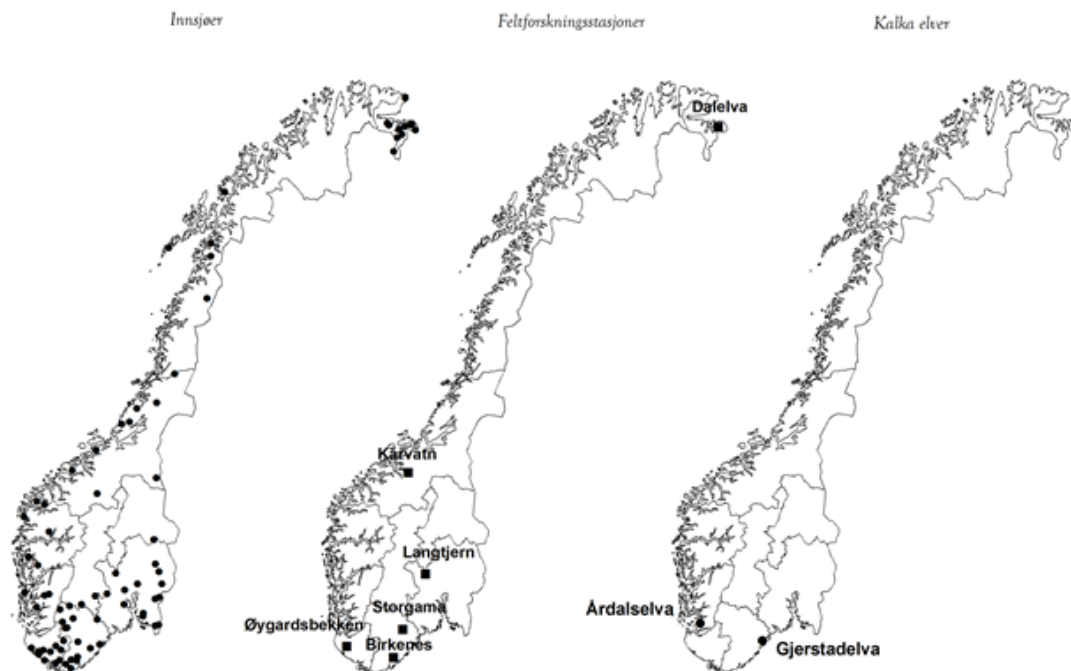 Innsjøer
Feltforskningsstasjoner
Kalka elver
Dalelva
Kårvatn
Langtjern
Storgama
Øygardsbekken
Birkenes
Årdalselva
Gjerstadelva